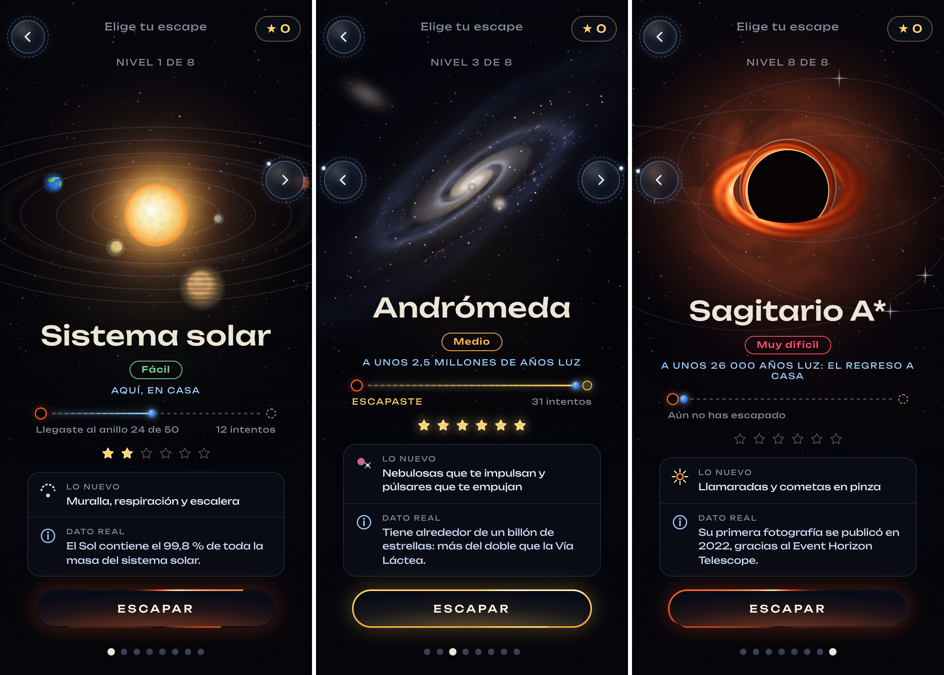 Elige tu escape
★ 0
NIVEL 1 DE 8
Sistema solar
Fácil
AQUÍ, EN CASA
Llegaste al anillo 24 de 50
12 intentos
LO NUEVO
Muralla, respiración y escalera
DATO REAL
El Sol contiene el 99,8 % de toda la
masa del sistema solar.
ESCAPAR
Elige tu escape
★ 0
NIVEL 3 DE 8
Andrómeda
Medio
A UNOS 2,5 MILLONES DE AÑOS LUZ
ESCAPASTE
31 intentos
LO NUEVO
Nebulosas que te impulsan y
púlsares que te empujan
DATO REAL
Tiene alrededor de un billón de
estrellas: más del doble que la Vía
Láctea.
ESCAPAR
Elige tu escape
★ 0
NIVEL 8 DE 8
Sagitario A*
Muy difícil
A UNOS 26 000 AÑOS LUZ: EL REGRESO A
CASA
Aún no has escapado
LO NUEVO
Llamaradas y cometas en pinza
DATO REAL
Su primera fotografía se publicó en
2022, gracias al Event Horizon
Telescope.
ESCAPAR